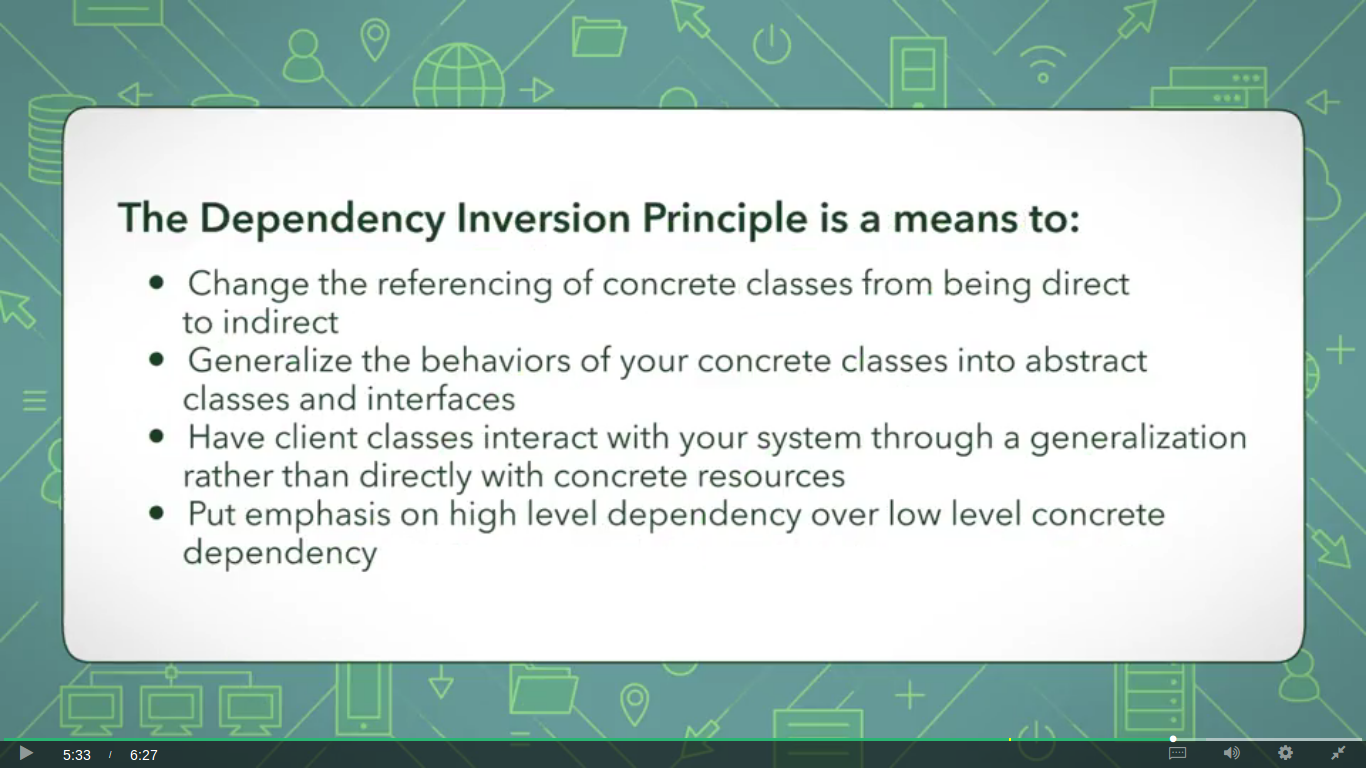 The Dependency Inversion Principle is a means to:
• Change the referencing of concrete classes from being direct
to indirect
• Generalize the behaviors of your concrete classes into abstract
classes and interfaces
• Have client classes interact with your system through a generalization
rather than directly with concrete resources
• Put emphasis on high level dependency over low level concrete
dependency
5:33 / 6:27